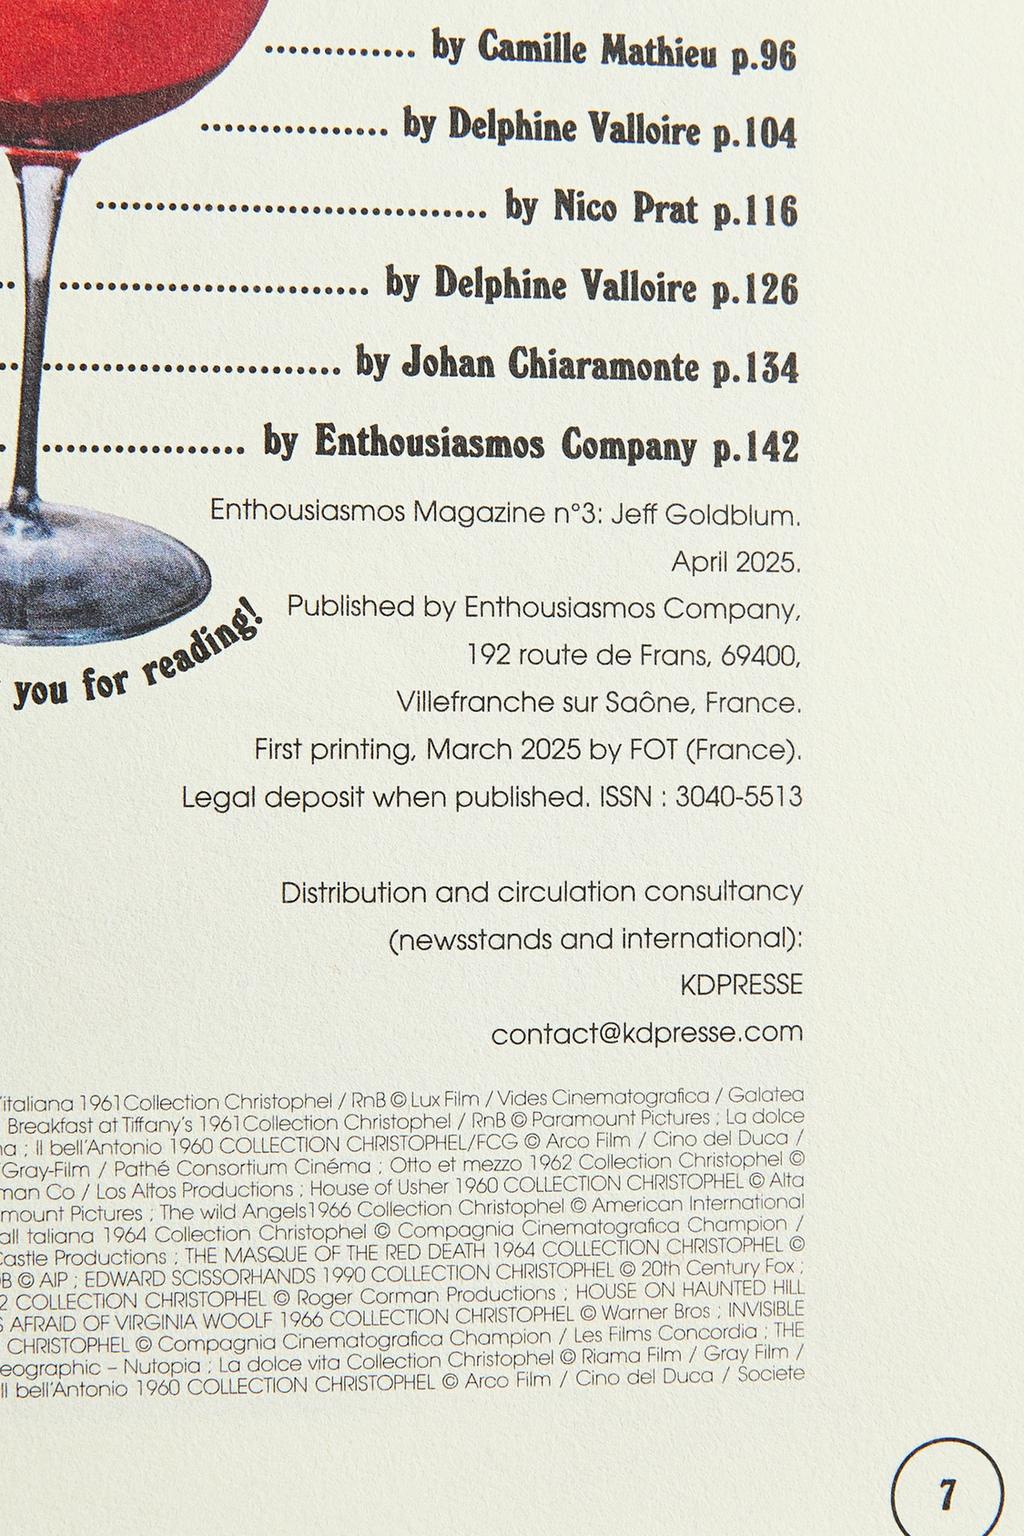 ............. by Camille Mathieu p.96
................ by Delphine Valloire p.104
................................. by Nico Prat p.116
.. .......................... by Delphine Valloire p.126
.. ......................... by Johan Chiaramonte p.134
. ................. by Enthousiasmos Company p.142
Enthousiasmos Magazine n°3: Jeff Goldblum.
April 2025.
Published by Enthousiasmos Company,
192 route de Frans, 69400,
Villefranche sur Saône, France.
First printing, March 2025 by FOT (France).
Legal deposit when published. ISSN : 3040-5513
you for reading!
Distribution and circulation consultancy
(newsstands and international):
KDPRESSE
contact@kdpresse.com
'italiana 1961Collection Christophel / RnB © Lux Film / Vides Cinematografica / Galatea
Breakfast at Tiffany's 1961Collection Christophel / RnB © Paramount Pictures ; La dolce
na ; Il bell'Antonio 1960 COLLECTION CHRISTOPHEL/FCG © Arco Film / Cino del Duca /
Gray-Film / Pathé Consortium Cinéma ; Otto et mezzo 1962 Collection Christophel ©
man Co / Los Altos Productions ; House of Usher 1960 COLLECTION CHRISTOPHEL © Alta
mount Pictures ; The wild Angels1966 Collection Christophel © American International
all Italiana 1964 Collection Christophel © Compagnia Cinematografica Champion /
Castle Productions ; THE MASQUE OF THE RED DEATH 1964 COLLECTION CHRISTOPHEL ©
B © AIP ; EDWARD SCISSORHANDS 1990 COLLECTION CHRISTOPHEL © 20th Century Fox ;
2 COLLECTION CHRISTOPHEL © Roger Corman Productions ; HOUSE ON HAUNTED HILL
S AFRAID OF VIRGINIA WOOLF 1966 COLLECTION CHRISTOPHEL © Warner Bros ; INVISIBLE
CHRISTOPHEL © Compagnia Cinematografica Champion / Les Films Concordia ; THE
eographic – Nutopia ; La dolce vita Collection Christophel © Riama Film / Gray Film /
Il bell'Antonio 1960 COLLECTION CHRISTOPHEL © Arco Film / Cino del Duca / Societe
7